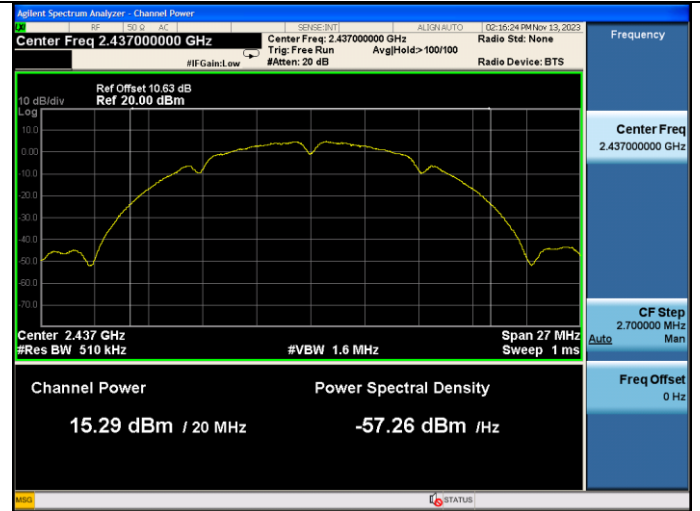 Agilent Spectrum Analyzer - Channel Power
RF 50 Ω AC SENSE:INT ALIGN AUTO 02:16:24 PM Nov 13, 2023
Center Freq 2.437000000 GHz
Center Freq: 2.437000000 GHz
Radio Std: None
Trig: Free Run Avg|Hold:>100/100
#IFGain:Low #Atten: 20 dB Radio Device: BTS
Ref Offset 10.63 dB
10 dB/div Ref 20.00 dBm
Log
10.0
0.00
-10.0
-20.0
-30.0
-40.0
-50.0
-60.0
-70.0
Center 2.437 GHz Span 27 MHz
#Res BW 510 kHz #VBW 1.6 MHz Sweep 1 ms
Channel Power Power Spectral Density
15.29 dBm / 20 MHz -57.26 dBm /Hz
Frequency
Center Freq
2.437000000 GHz
CF Step
2.700000 MHz
Auto Man
Freq Offset
0 Hz
MSG STATUS